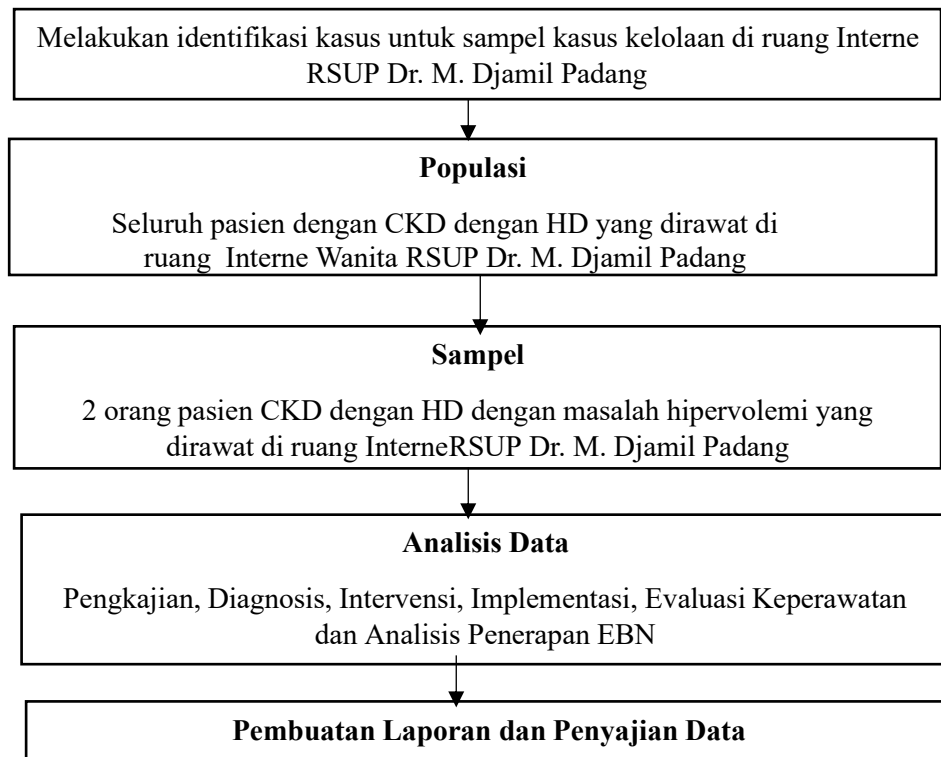 Melakukan identifikasi kasus untuk sampel kasus kelolaan di ruang Interne
RSUP Dr. M. Djamil Padang
Populasi
Seluruh pasien dengan CKD dengan HD yang dirawat di
ruang Interne Wanita RSUP Dr. M. Djamil Padang
Sampel
2 orang pasien CKD dengan HD dengan masalah hipervolemi yang
dirawat di ruang InterneRSUP Dr. M. Djamil Padang
Analisis Data
Pengkajian, Diagnosis, Intervensi, Implementasi, Evaluasi Keperawatan
dan Analisis Penerapan EBN
Pembuatan Laporan dan Penyajian Data